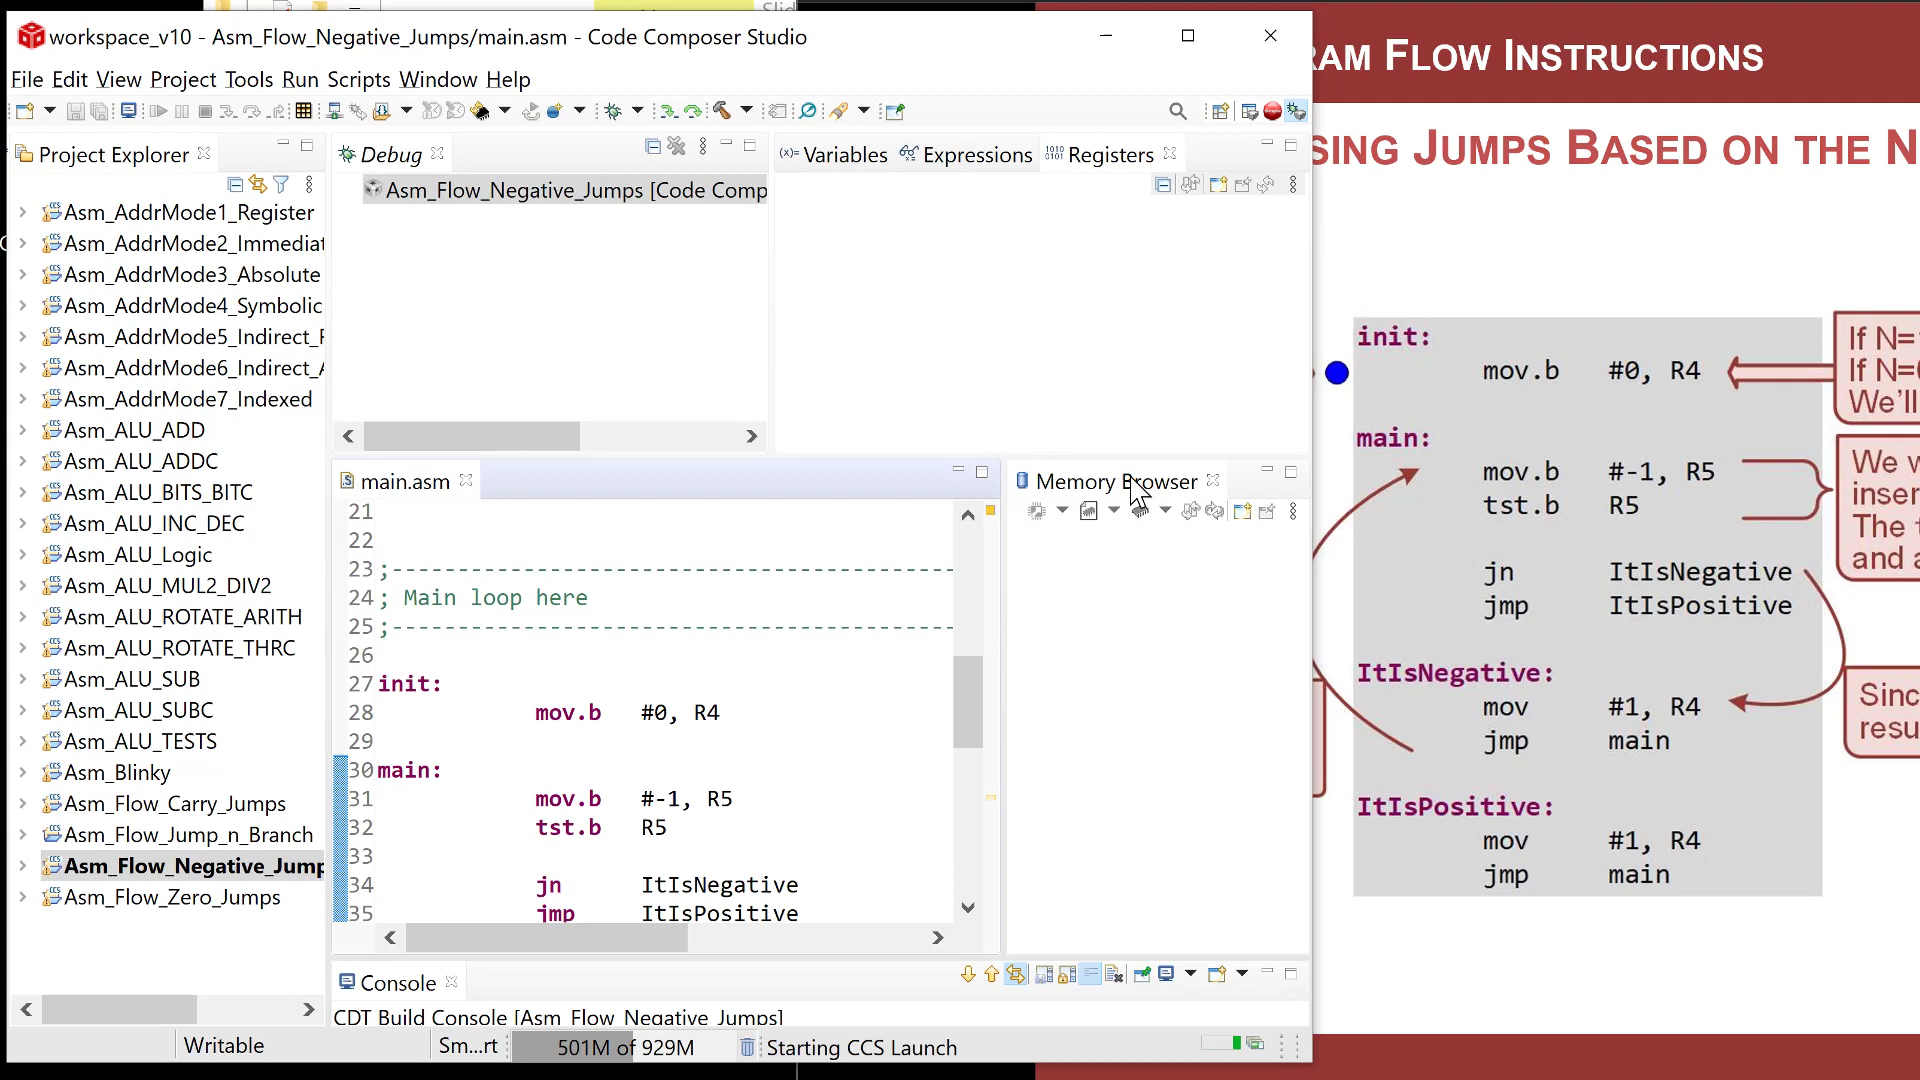 workspace_v10 - Asm_Flow_Negative_Jumps/main.asm - Code Composer Studio
File Edit View Project Tools Run Scripts Window Help
Project Explorer
Asm_AddrMode1_Register
Asm_AddrMode2_Immediat
Asm_AddrMode3_Absolute
Asm_AddrMode4_Symbolic
Asm_AddrMode5_Indirect_
Asm_AddrMode6_Indirect_
Asm_AddrMode7_Indexed
Asm_ALU_ADD
Asm_ALU_ADDC
Asm_ALU_BITS_BITC
Asm_ALU_INC_DEC
Asm_ALU_Logic
Asm_ALU_MUL2_DIV2
Asm_ALU_ROTATE_ARITH
Asm_ALU_ROTATE_THRC
Asm_ALU_SUB
Asm_ALU_SUBC
Asm_ALU_TESTS
Asm_Blinky
Asm_Flow_Carry_Jumps
Asm_Flow_Jump_n_Branch
Asm_Flow_Negative_Jump
Asm_Flow_Zero_Jumps
Debug
Asm_Flow_Negative_Jumps [Code Comp
(x)= Variables
Expressions
Registers
main.asm
21
22
23 ;------------------------------------------
24 ; Main loop here
25 ;------------------------------------------
26
27 init:
28 mov.b #0, R4
29
30 main:
31 mov.b #-1, R5
32 tst.b R5
33
34 jn ItIsNegative
35 jmp ItIsPositive
Memory Browser
Console
CDT Build Console [Asm_Flow_Negative_Jumps]
Writable
Sm...rt
501M of 929M
Starting CCS Launch
RAM FLOW INSTRUCTIONS
SING JUMPS BASED ON THE N
init:
mov.b #0, R4
main:
mov.b #-1, R5
tst.b R5
jn ItIsNegative
jmp ItIsPositive
ItIsNegative:
mov #1, R4
jmp main
ItIsPositive:
mov #1, R4
jmp main
If N=
If N=
We'll
We w
inser
The
and a
Sinc
resu